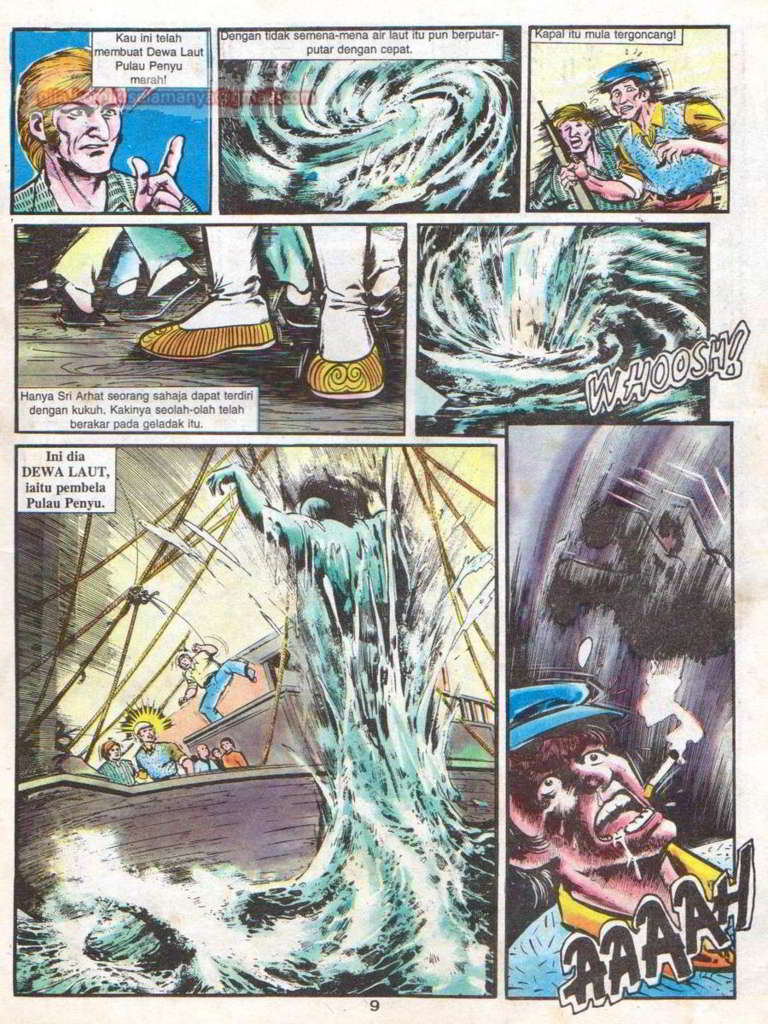 Kau ini telah
membuat Dewa Laut
Pulau Penyu
marah!
Dengan tidak semena-mena air laut itu pun berputar-
putar dengan cepat.
Kapal itu mula tergoncang!
Hanya Sri Arhat seorang sahaja dapat terdiri
dengan kukuh. Kakinya seolah-olah telah
berakar pada geladak itu.
WHOOSH!
Ini dia
DEWA LAUT,
iaitu pembela
Pulau Penyu.
AAAAH
9